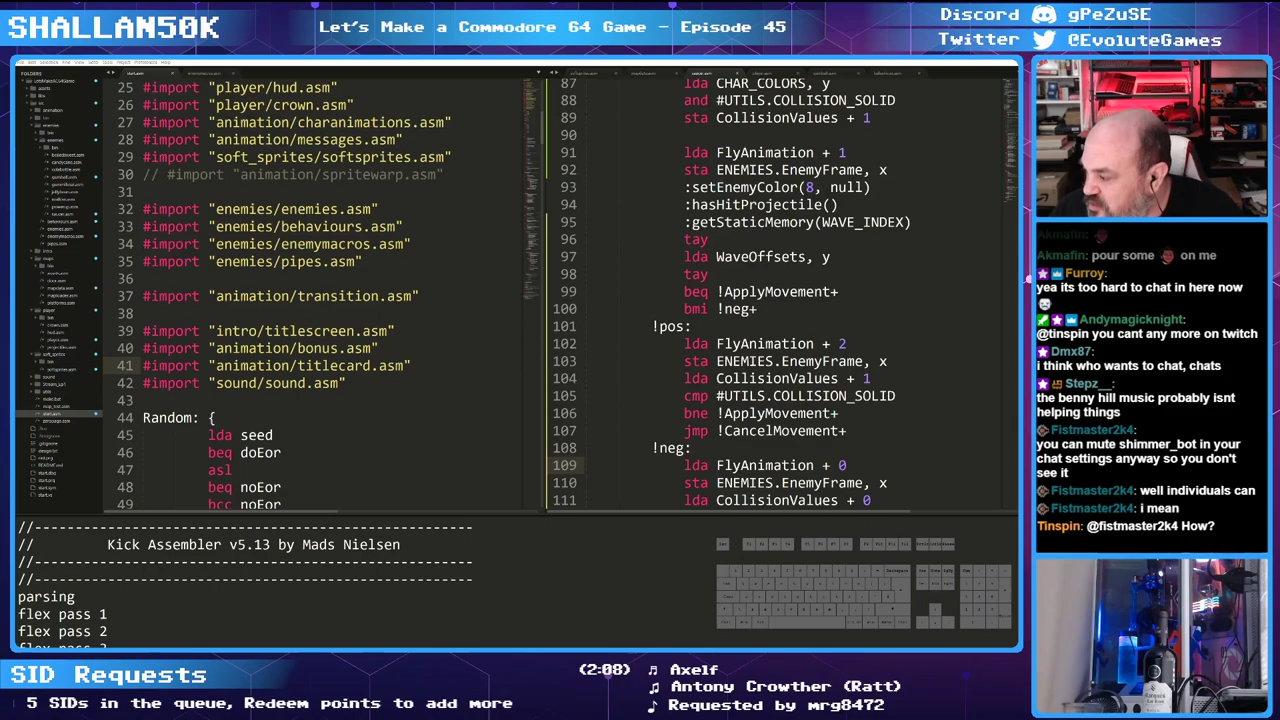 SHALLAN50K
Let's Make a Commodore 64 Game - Episode 45
Discord gPeZuSE
Twitter @EvoluteGames
FOLDERS
25 #import "player/hud.asm"
26 #import "player/crown.asm"
27 #import "animation/charanimations.asm"
28 #import "animation/messages.asm"
29 #import "soft_sprites/softsprites.asm"
30 // #import "animation/spritewarp.asm"
31
32 #import "enemies/enemies.asm"
33 #import "enemies/behaviours.asm"
34 #import "enemies/enemymacros.asm"
35 #import "enemies/pipes.asm"
36
37 #import "animation/transition.asm"
38
39 #import "intro/titlescreen.asm"
40 #import "animation/bonus.asm"
41 #import "animation/titlecard.asm"
42 #import "sound/sound.asm"
43
44 Random: {
45 lda seed
46 beq doEor
47 asl
48 beq noEor
49 bcc noEor
87 lda CHAR_COLORS, y
88 and #UTILS.COLLISION_SOLID
89 sta CollisionValues + 1
90
91 lda FlyAnimation + 1
92 sta ENEMIES.EnemyFrame, x
93 :setEnemyColor(8, null)
94 :hasHitProjectile()
95 :getStaticMemory(WAVE_INDEX)
96 tay
97 lda WaveOffsets, y
98 tay
99 beq !ApplyMovement+
100 bmi !neg+
101 !pos:
102 lda FlyAnimation + 2
103 sta ENEMIES.EnemyFrame, x
104 lda CollisionValues + 1
105 cmp #UTILS.COLLISION_SOLID
106 bne !ApplyMovement+
107 jmp !CancelMovement+
108 !neg:
109 lda FlyAnimation + 0
110 sta ENEMIES.EnemyFrame, x
111 lda CollisionValues + 0
//------------------------------------------------------
// Kick Assembler v5.13 by Mads Nielsen
//------------------------------------------------------
//------------------------------------------------------
parsing
flex pass 1
flex pass 2
Akmafin:
Akmafin: pour some on me
Furroy:
yea its too hard to chat in here now
Andymagicknight:
@tinspin you cant any more on twitch
Dmx87:
i think who wants to chat, chats
Stepz__:
the benny hill music probably isnt
helping things
Fistmaster2k4:
you can mute shimmer_bot in your
chat settings anyway so you don't
see it
Fistmaster2k4: well individuals can
Fistmaster2k4: i mean
Tinspin: @fistmaster2k4 How?
SID Requests
5 SIDs in the queue, Redeem points to add more
(2:08) Axelf
Antony Crowther (Ratt)
Requested by mrg8472